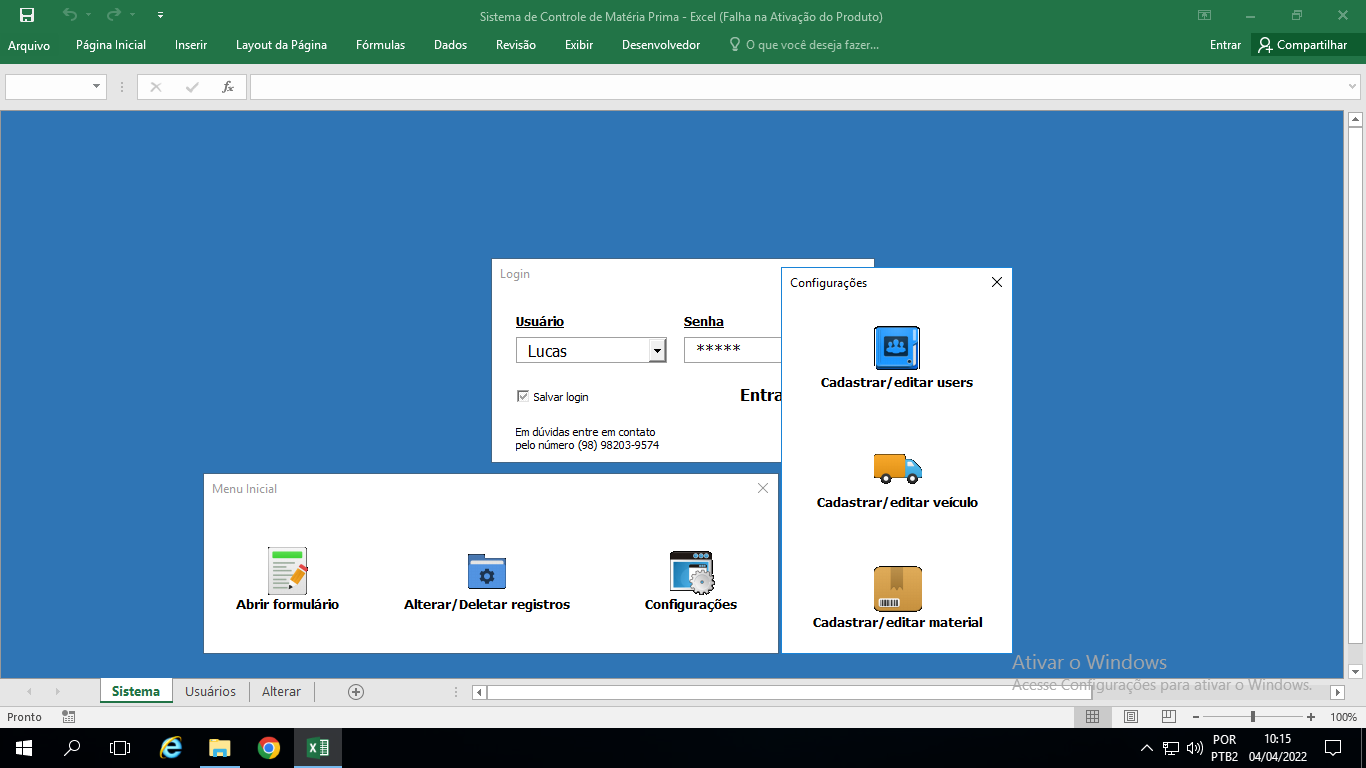 Sistema de Controle de Matéria Prima - Excel (Falha na Ativação do Produto)
Arquivo Página Inicial Inserir Layout da Página Fórmulas Dados Revisão Exibir Desenvolvedor O que você deseja fazer... Entrar Compartilhar
fx
Login
Usuário Senha
Lucas *****
Salvar login Entra
Em dúvidas entre em contato
pelo número (98) 98203-9574
Configurações
Cadastrar/editar users
Cadastrar/editar veículo
Cadastrar/editar material
Menu Inicial
Abrir formulário Alterar/Deletar registros Configurações
Ativar o Windows
Acesse Configurações para ativar o Windows.
Sistema Usuários Alterar
Pronto 100%
POR 10:15
PTB2 04/04/2022